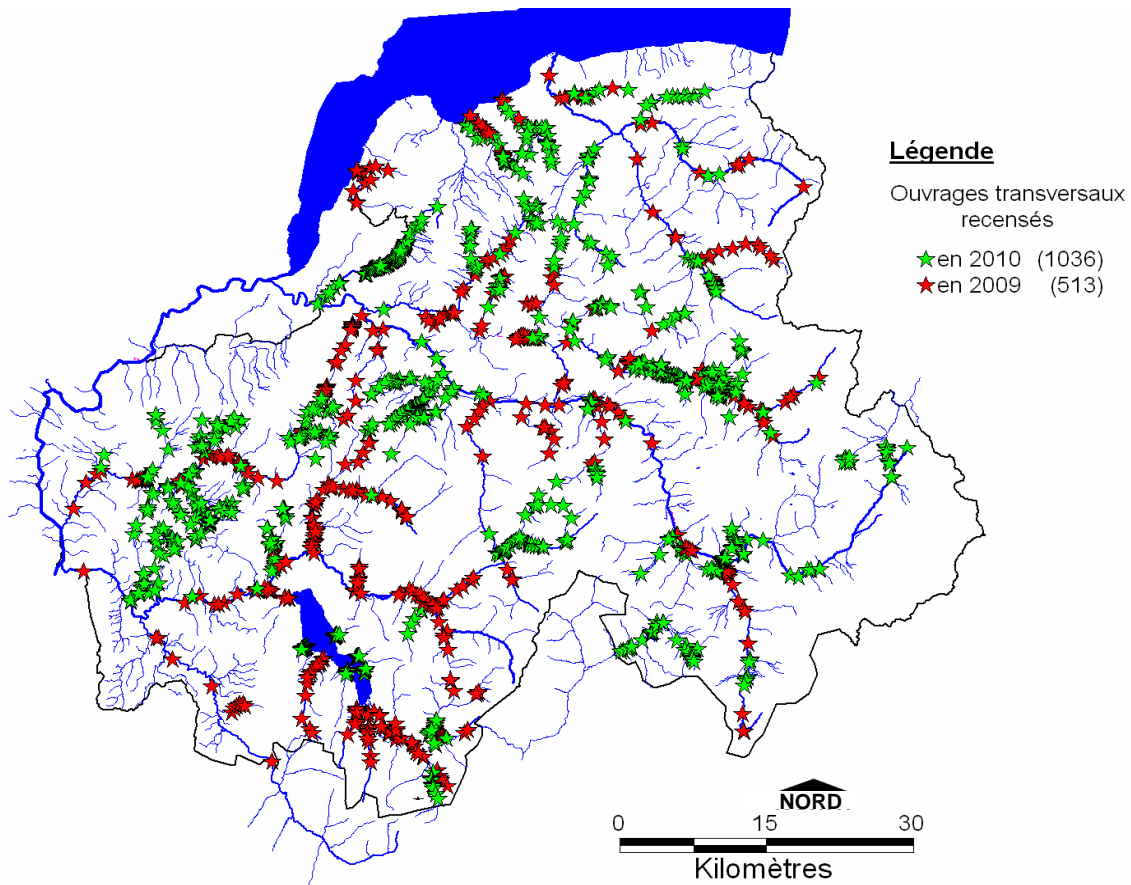 Légende
Ouvrages transversaux
recensés
en 2010 (1036)
en 2009 (513)
NORD
0 15 30
Kilomètres